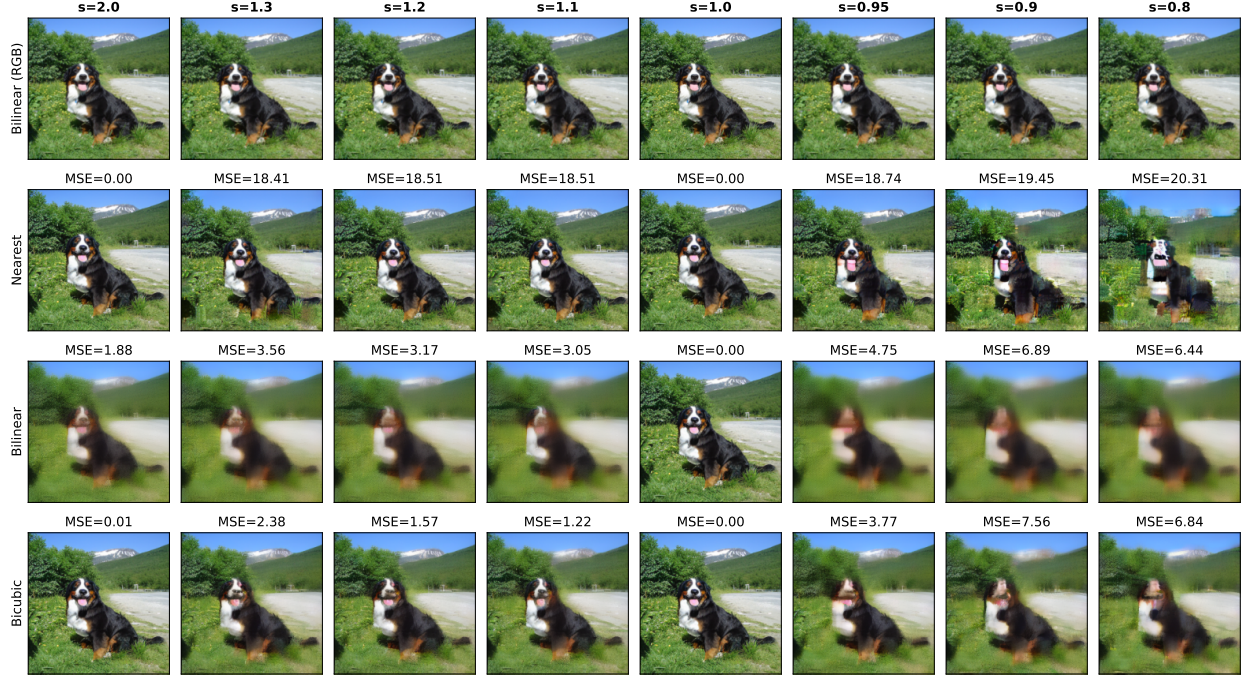 s=2.0 s=1.3 s=1.2 s=1.1 s=1.0 s=0.95 s=0.9 s=0.8
Bilinear (RGB)
MSE=0.00 MSE=18.41 MSE=18.51 MSE=18.51 MSE=0.00 MSE=18.74 MSE=19.45 MSE=20.31
Nearest
MSE=1.88 MSE=3.56 MSE=3.17 MSE=3.05 MSE=0.00 MSE=4.75 MSE=6.89 MSE=6.44
Bilinear
MSE=0.01 MSE=2.38 MSE=1.57 MSE=1.22 MSE=0.00 MSE=3.77 MSE=7.56 MSE=6.84
Bicubic